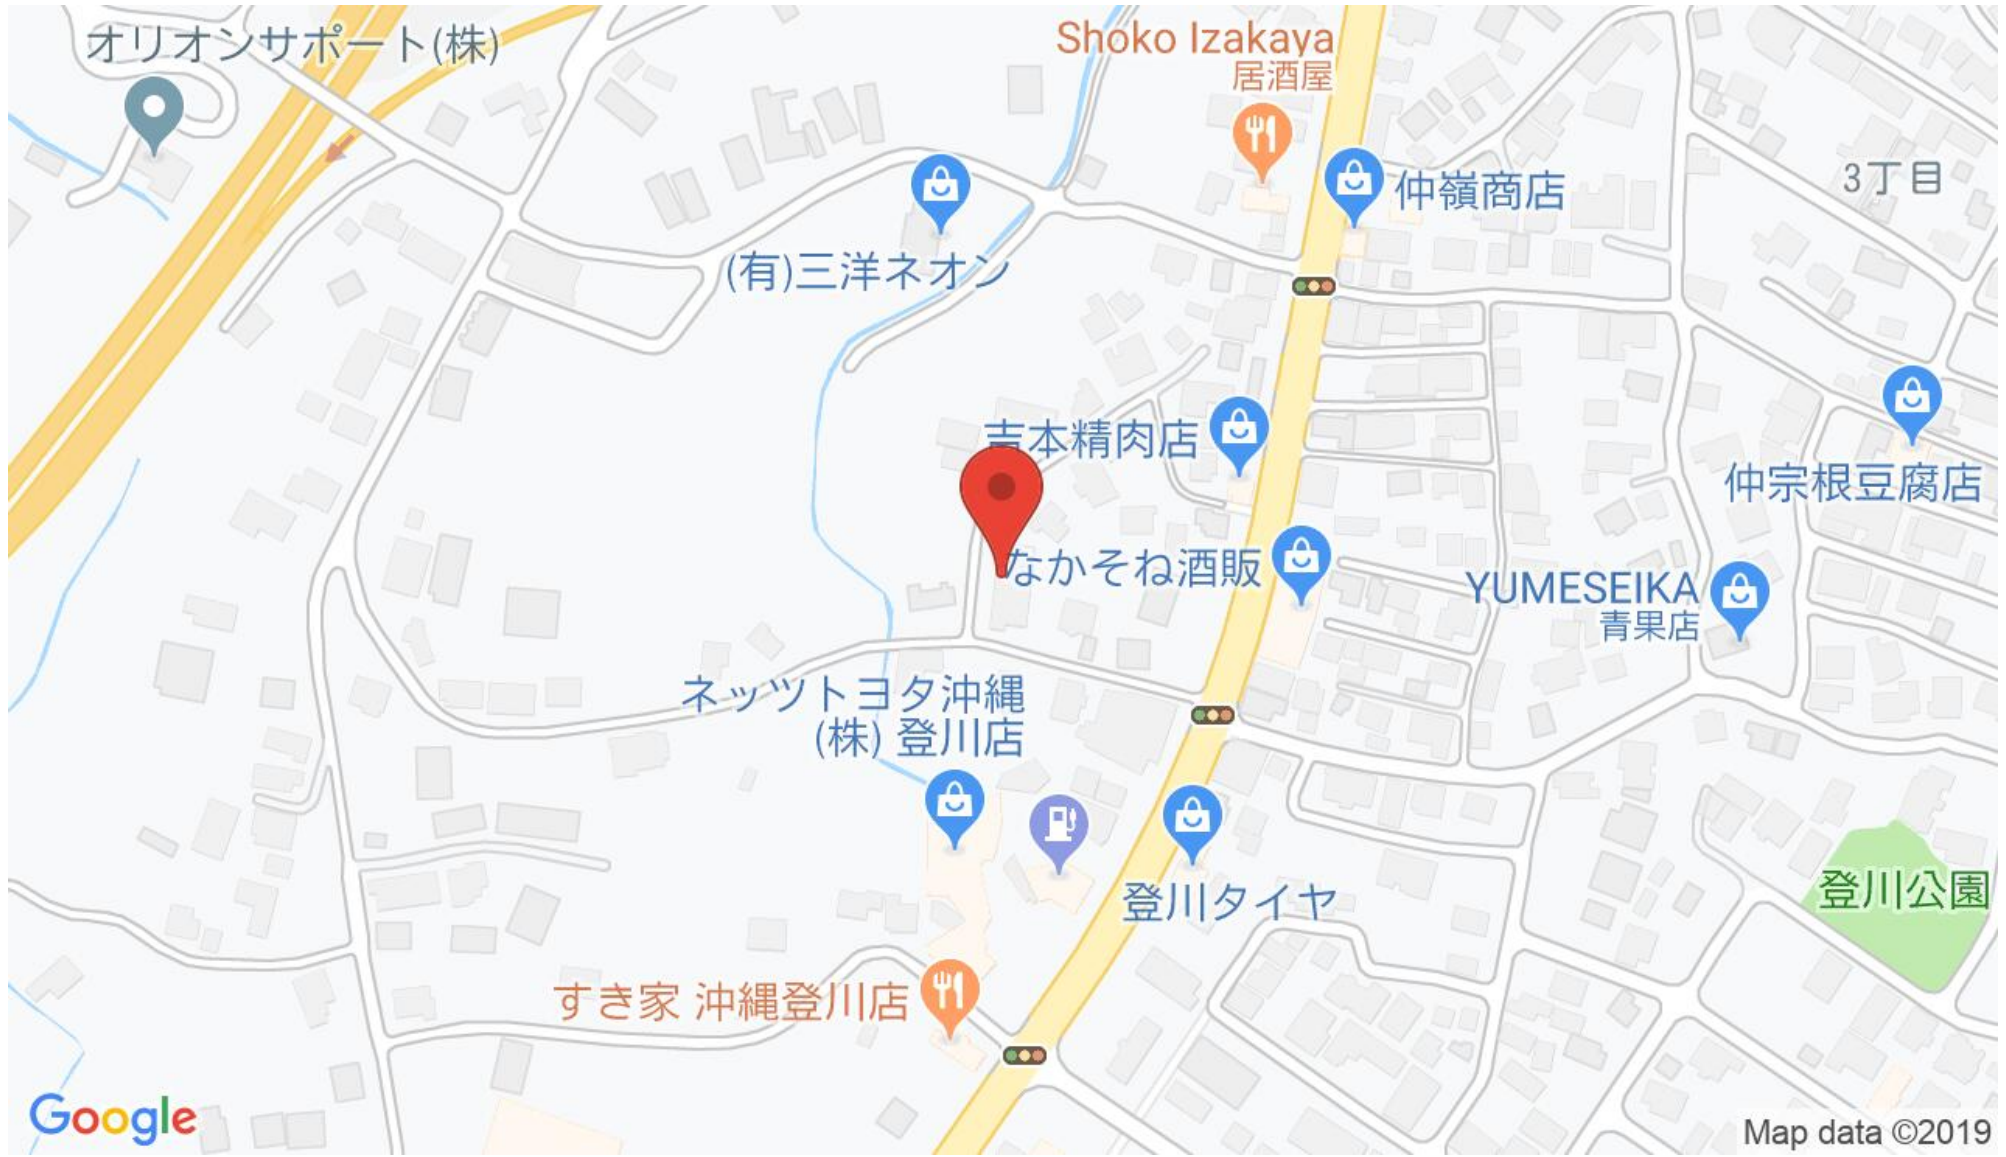 オリオンサポート(株)
Shoko Izakaya
居酒屋
仲嶺商店
3丁目
(有)三洋ネオン
吉本精肉店
仲宗根豆腐店
なかそね酒販
YUMESEIKA
青果店
ネッツトヨタ沖縄
(株) 登川店
登川タイヤ
登川公園
すき家 沖縄登川店
Google
Map data ©2019